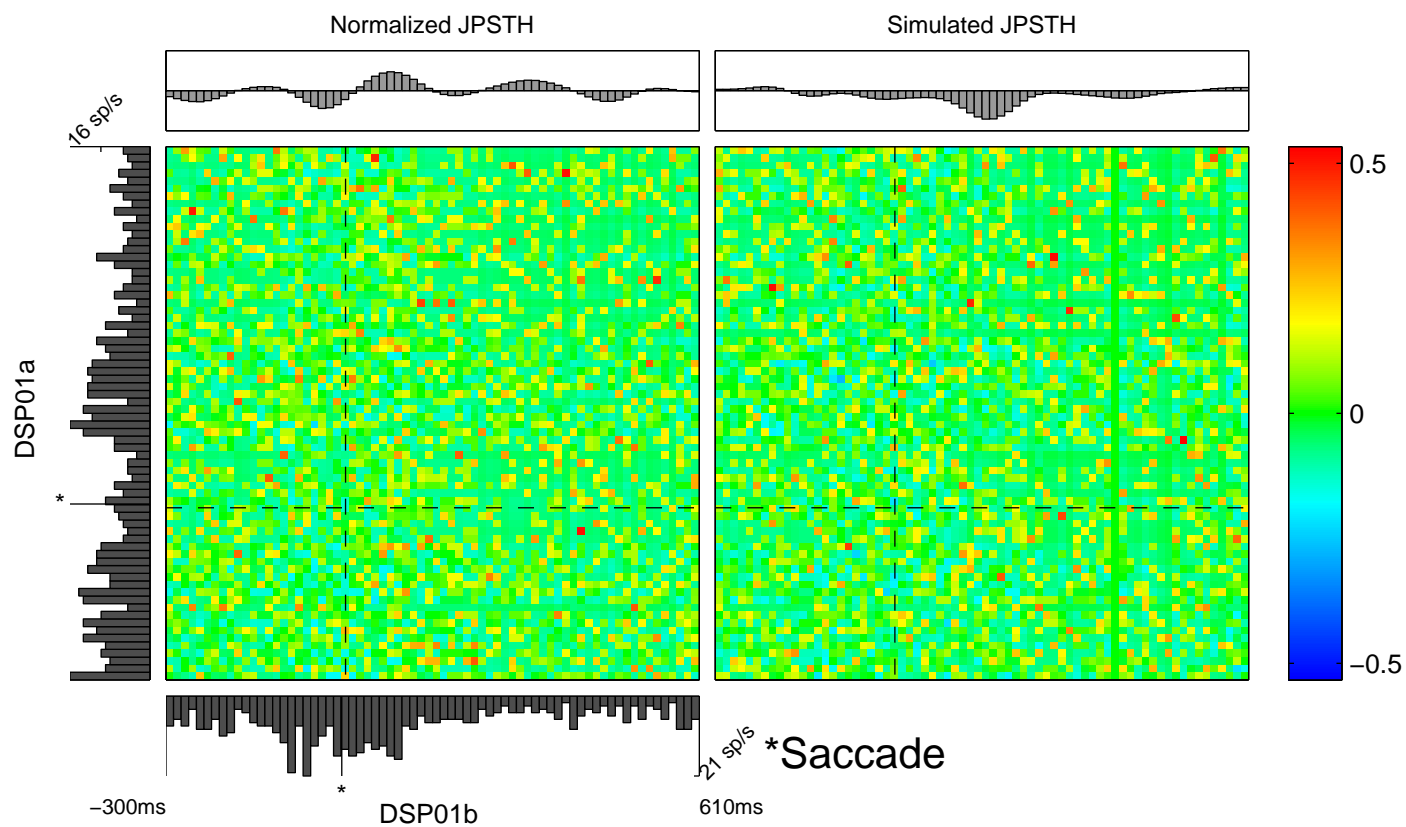 Normalized JPSTH
Simulated JPSTH
16 sp/s
0.5
DSP01a
0
*
−0.5
21 sp/s
*Saccade
*
−300ms
DSP01b
610ms